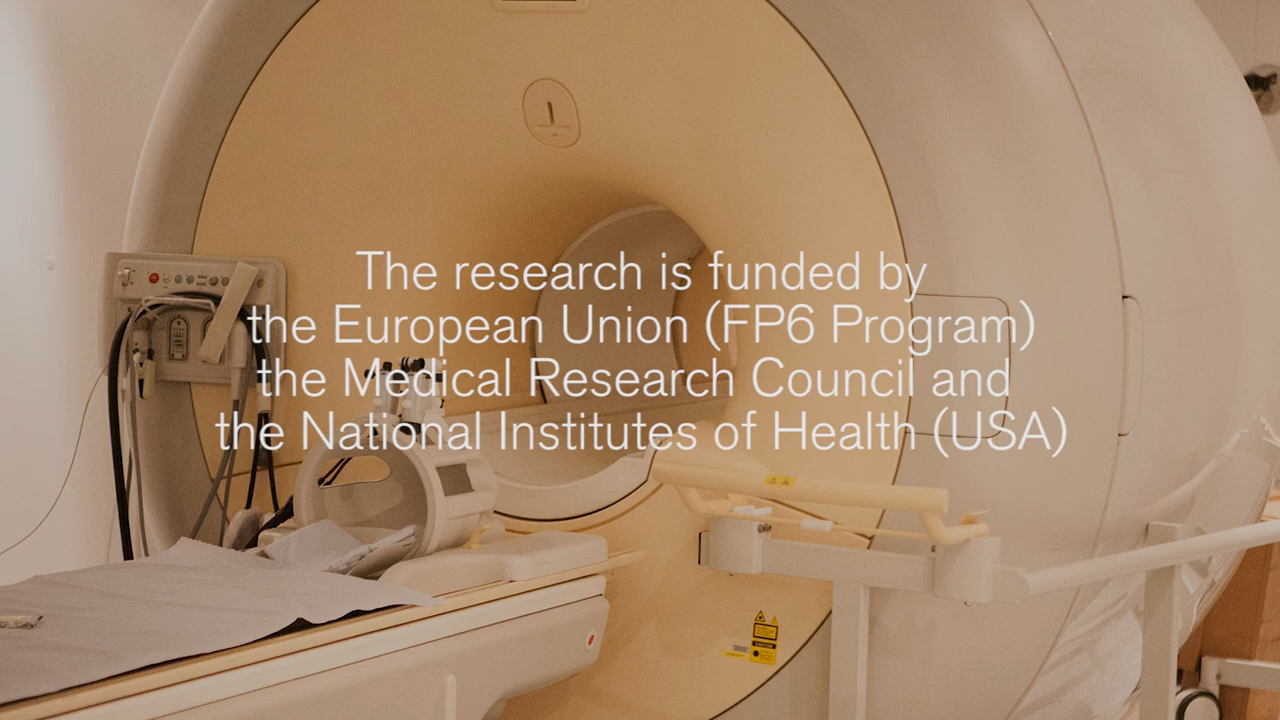 The research is funded by
the European Union (FP6 Program)
the Medical Research Council and
the National Institutes of Health (USA)